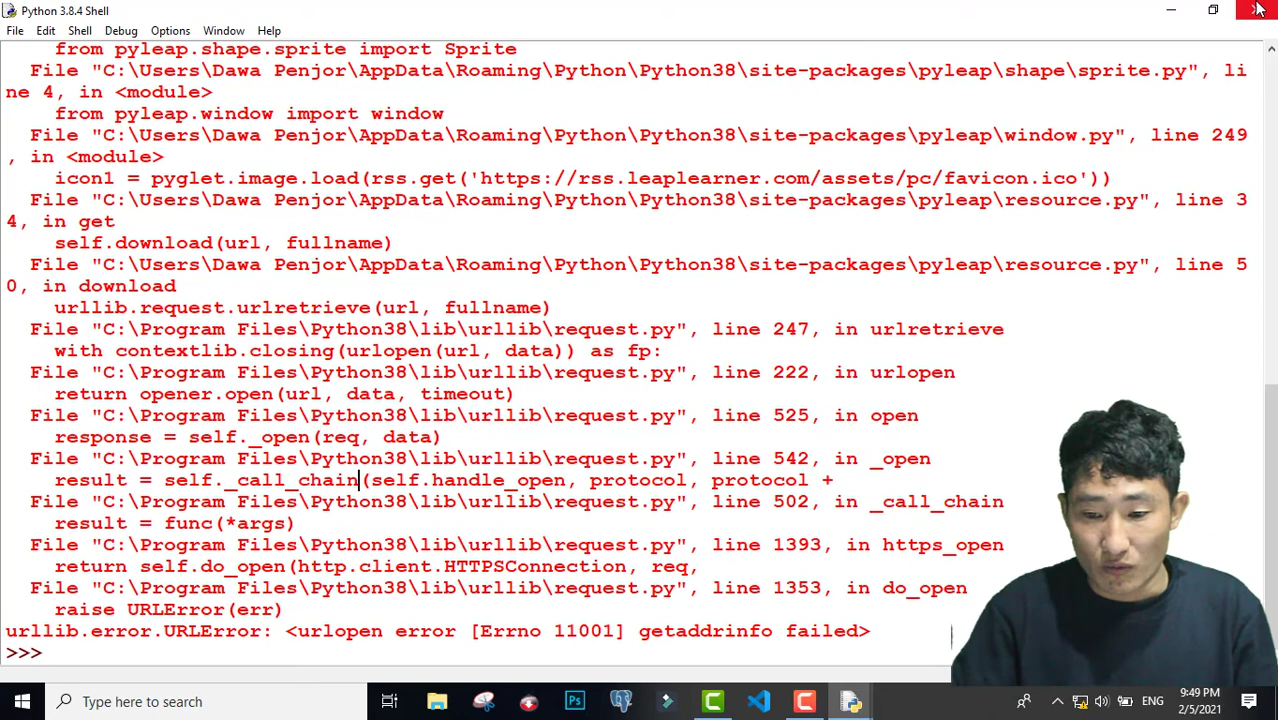 Python 3.8.4 Shell
File Edit Shell Debug Options Window Help
from pyleap.shape.sprite import Sprite
File "C:\Users\Dawa Penjor\AppData\Roaming\Python\Python38\site-packages\pyleap\shape\sprite.py", li
ne 4, in <module>
from pyleap.window import window
File "C:\Users\Dawa Penjor\AppData\Roaming\Python\Python38\site-packages\pyleap\window.py", line 249
, in <module>
icon1 = pyglet.image.load(rss.get('https://rss.leaplearner.com/assets/pc/favicon.ico'))
File "C:\Users\Dawa Penjor\AppData\Roaming\Python\Python38\site-packages\pyleap\resource.py", line 3
4, in get
self.download(url, fullname)
File "C:\Users\Dawa Penjor\AppData\Roaming\Python\Python38\site-packages\pyleap\resource.py", line 5
0, in download
urllib.request.urlretrieve(url, fullname)
File "C:\Program Files\Python38\lib\urllib\request.py", line 247, in urlretrieve
with contextlib.closing(urlopen(url, data)) as fp:
File "C:\Program Files\Python38\lib\urllib\request.py", line 222, in urlopen
return opener.open(url, data, timeout)
File "C:\Program Files\Python38\lib\urllib\request.py", line 525, in open
response = self._open(req, data)
File "C:\Program Files\Python38\lib\urllib\request.py", line 542, in _open
result = self._call_chain(self.handle_open, protocol, protocol +
File "C:\Program Files\Python38\lib\urllib\request.py", line 502, in _call_chain
result = func(*args)
File "C:\Program Files\Python38\lib\urllib\request.py", line 1393, in https_open
return self.do_open(http.client.HTTPSConnection, req,
File "C:\Program Files\Python38\lib\urllib\request.py", line 1353, in do_open
raise URLError(err)
urllib.error.URLError: <urlopen error [Errno 11001] getaddrinfo failed>
>>>
Type here to search
Ps
ENG
9:49 PM
2/5/2021